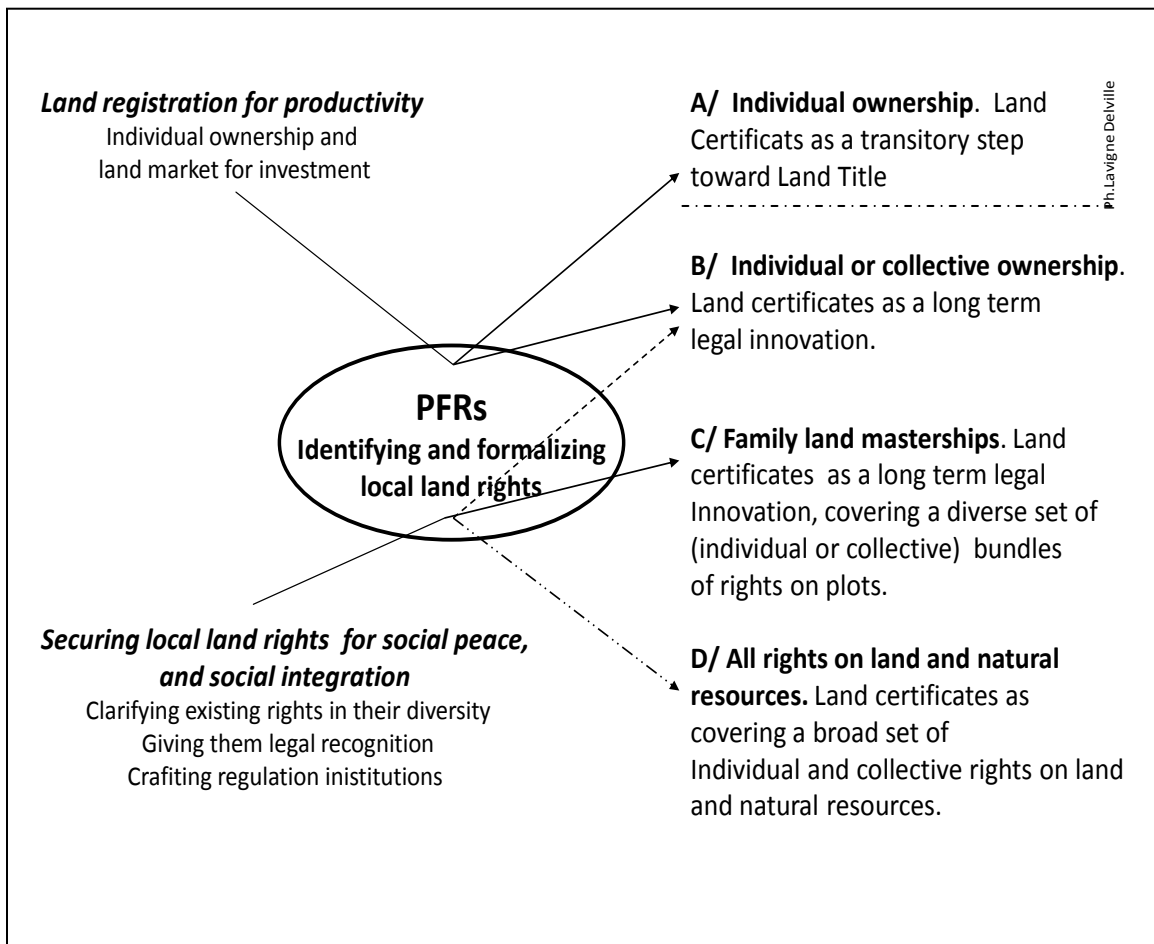 Land registration for productivity
Individual ownership and
land market for investment
A/ Individual ownership. Land
Certificats as a transitory step
toward Land Title
Ph.Lavigne Delville
B/ Individual or collective ownership.
Land certificates as a long term
legal innovation.
PFRs
Identifying and formalizing
local land rights
C/ Family land masterships. Land
certificates as a long term legal
Innovation, covering a diverse set of
(individual or collective) bundles
of rights on plots.
Securing local land rights for social peace,
and social integration
Clarifying existing rights in their diversity
Giving them legal recognition
Crafiting regulation inistitutions
D/ All rights on land and natural
resources. Land certificates as
covering a broad set of
Individual and collective rights on land
and natural resources.